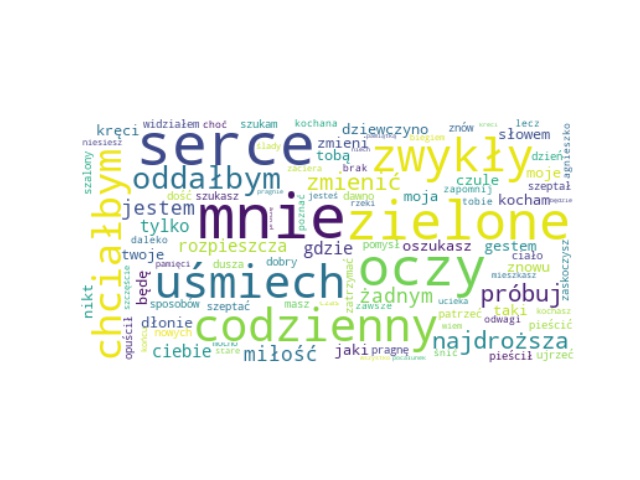 widziałem choć szukam kochana lecz
kręci dziewczyno znów słowem
niesiesz serce zmieni zwykły dzień agnieszko
tobą brak
szalony oddałbym zmienić czule moje szeptał
dość szukasz jesteś dawno moja zapomnij
chciałbym jestem mnie poznać rzeki tobie kocham
zielone
tylko
daleko rozpieszcza gdzie pomysł oszukasz gestem
twoje
pamięci dusza dobry oczy ciało
uśmiech zatrzymać znowu mieszkasz zaskoczysz
nikt szczęście będę
sposobów szeptać masz żadnym próbuj
zawsze ucieka
opuścił dłonie codzienny patrzeć taki kochasz
nowych odwagi pieścić
wiem
najdroższa
ciebie stare miłość jaki pragnę śnić pieścił ujrzeć